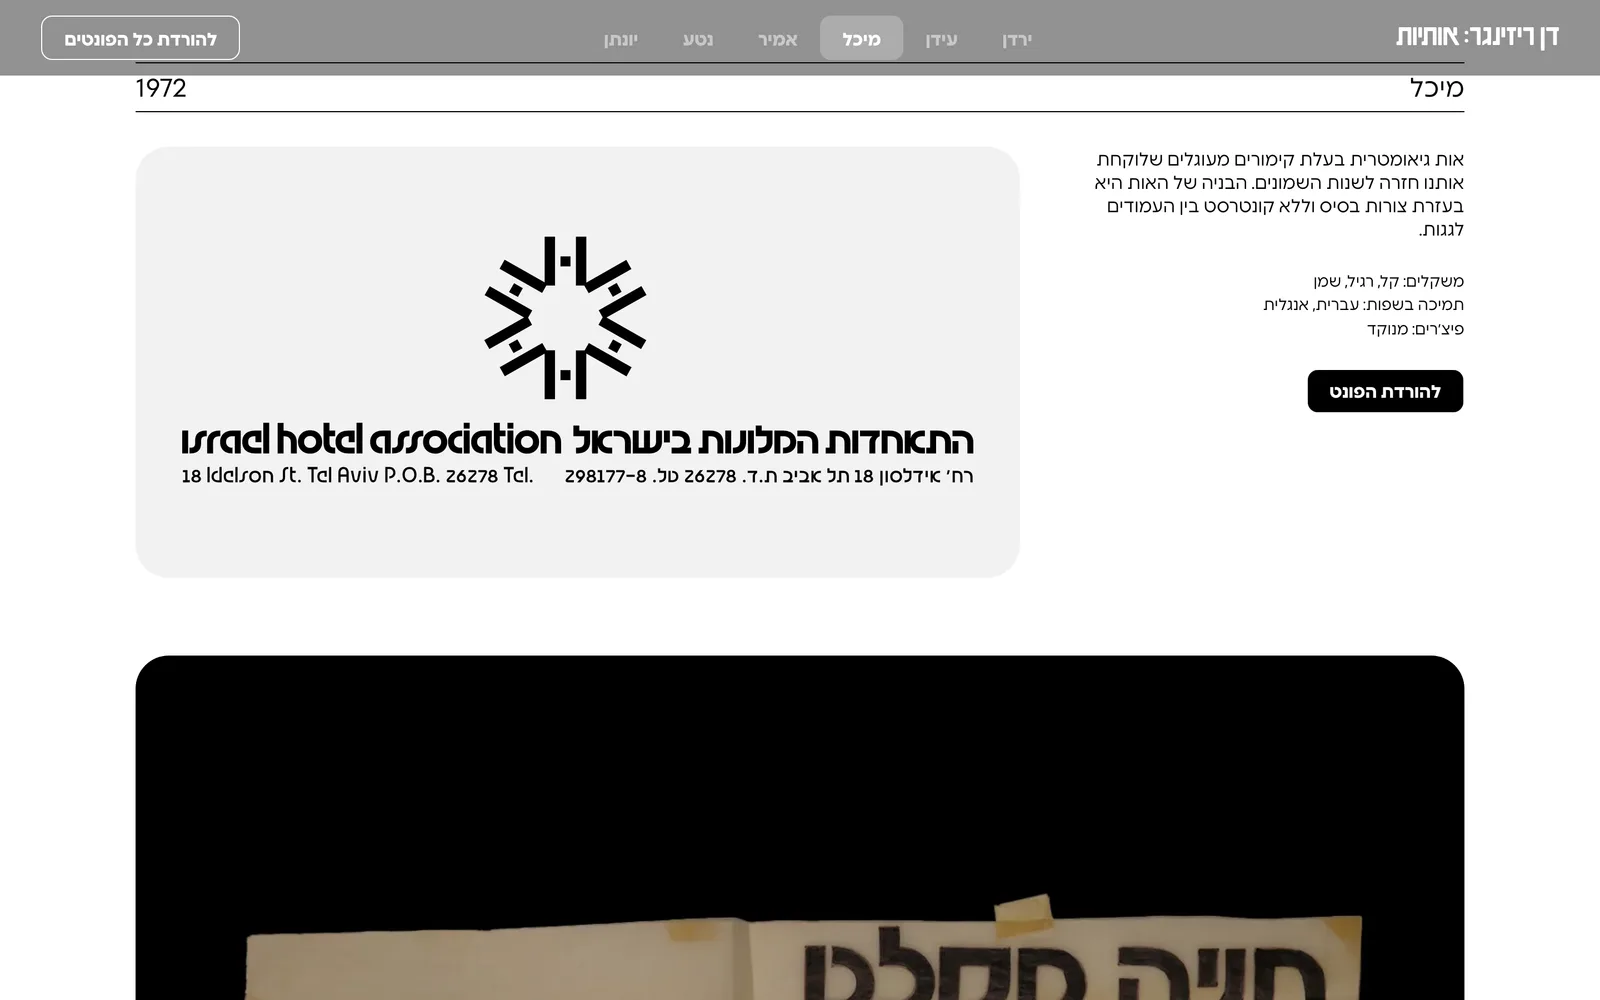 דן רייזינגר: אותיות
ירדן
עידן
מיכל
אמיר
נטע
יונתן
להורדת כל הפונטים
מיכל
1972
אות גיאומטרית בעלת קימורים מעוגלים שלוקחת
אותנו חזרה לשנות השמונים. הבניה של האות היא
בעזרת צורות בסיס וללא קונטרסט בין העמודים
לגגות.
משקלים: קל, רגיל, שמן
תמיכה בשפות: עברית, אנגלית
פיצ׳רים: מנוקד
להורדת הפונט
התאחדות המלונות בישראל
israel hotel association
רח׳ אידלסון 18 תל אביב ת.ד. 26278 טל. 298177-8
18 Idelson St. Tel Aviv P.O.B. 26278 Tel.